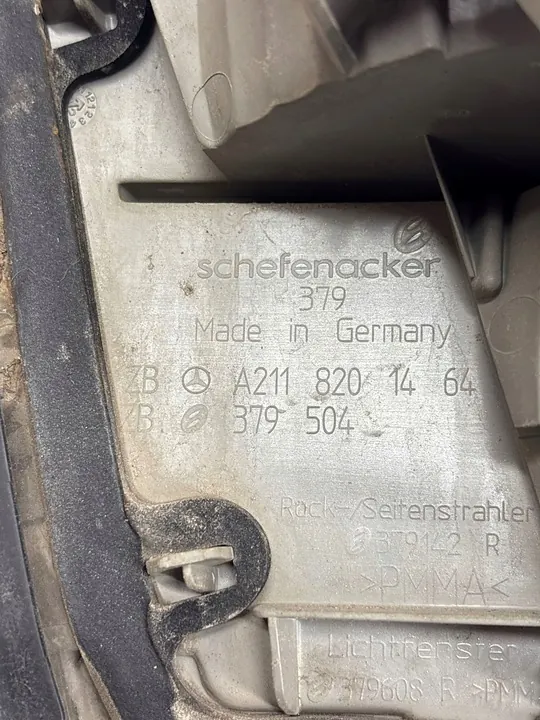 schefenacker
379
Made in Germany
ZB A211 820 14 64
ZB 379 504
Rück-/Seitenstrahler
379142 R
>PMMA<
Lichtfenster
379608 R >PMM